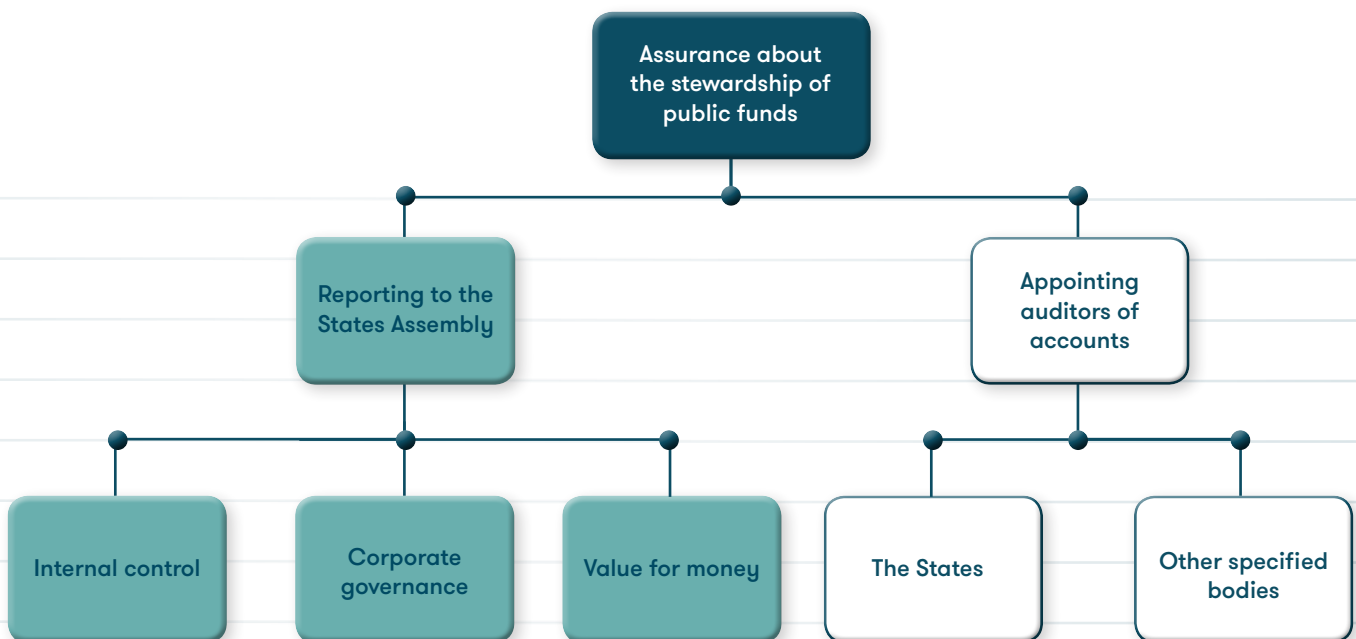 Assurance about
the stewardship of
public funds
Reporting to the
States Assembly
Appointing
auditors of
accounts
Internal control
Corporate
governance
Value for money
The States
Other specified
bodies